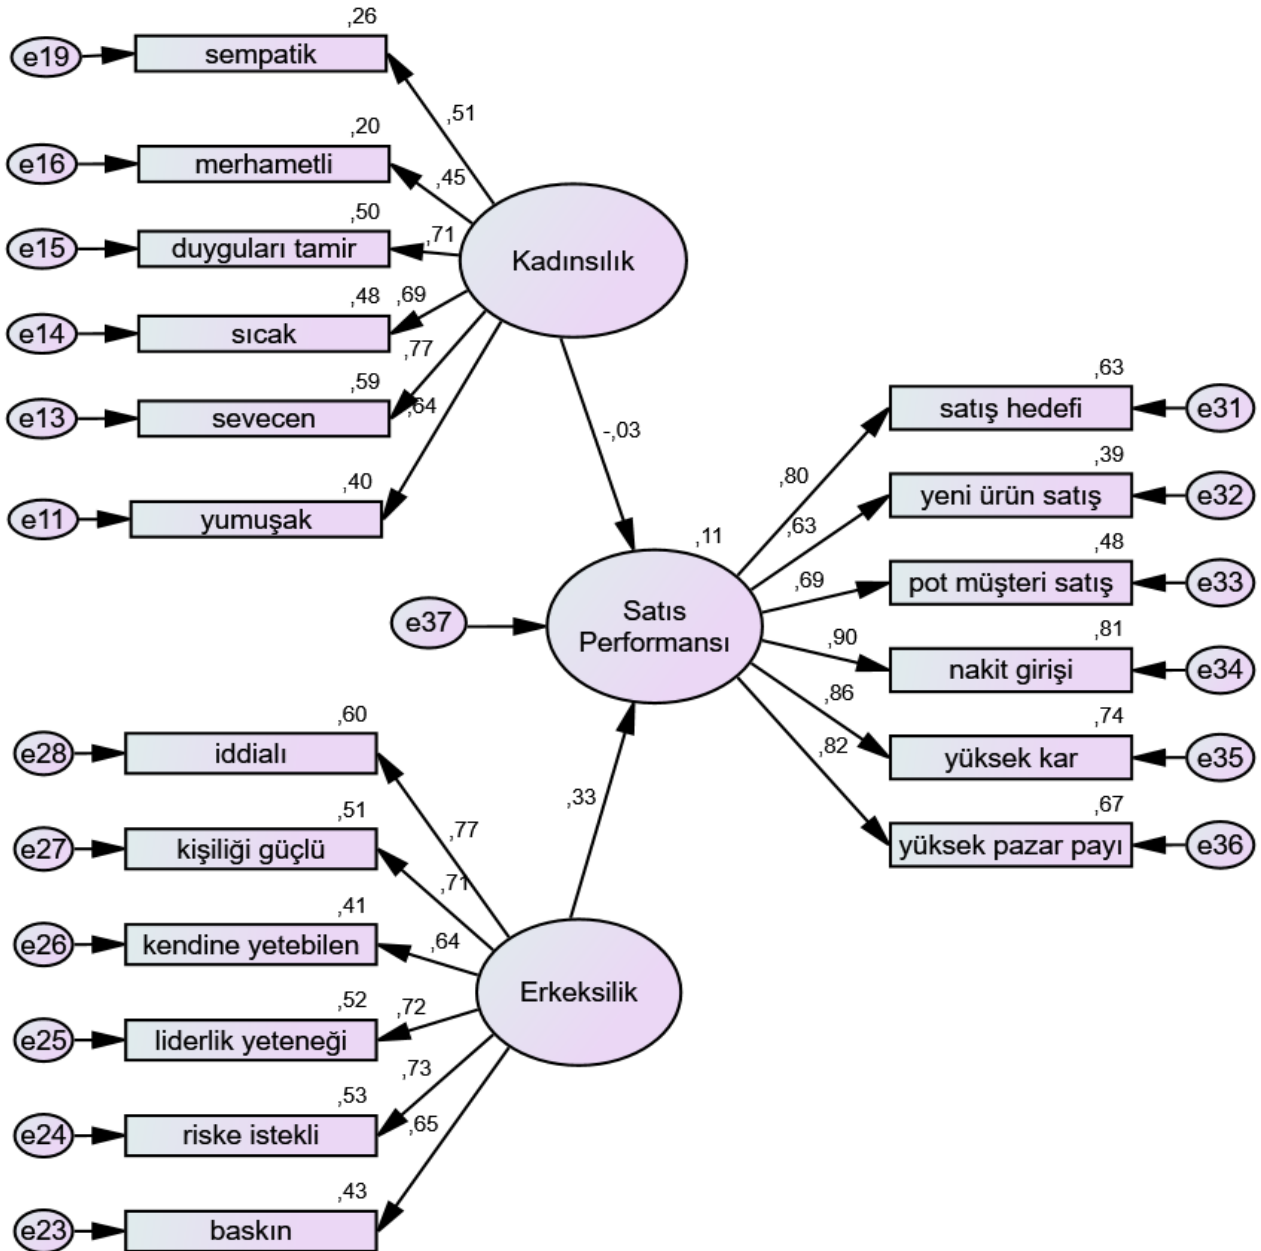 ,26
e19 sempatik
,51
,20
e16 merhametli
,45
,50
e15 duyguları tamir
,71
Kadınsılık
,48 ,69
e14 sıcak
,77
,59
e13 sevecen
,64
,40
e11 yumuşak
-,03
,63
satış hedefi e31
,80
,39
yeni ürün satış e32
,63
,11
,48
pot müşteri satış e33
,69
e37
Satıs
Performansı
,90
,81
nakit girişi e34
,86
,74
yüksek kar e35
,82
,67
yüksek pazar payı e36
,33
,60
e28 iddialı
,77
,51
e27 kişiliği güçlü
,71
,41
e26 kendine yetebilen
,64
Erkeksilik
,52
,72
e25 liderlik yeteneği
,73
,53
e24 riske istekli
,65
,43
e23 baskın